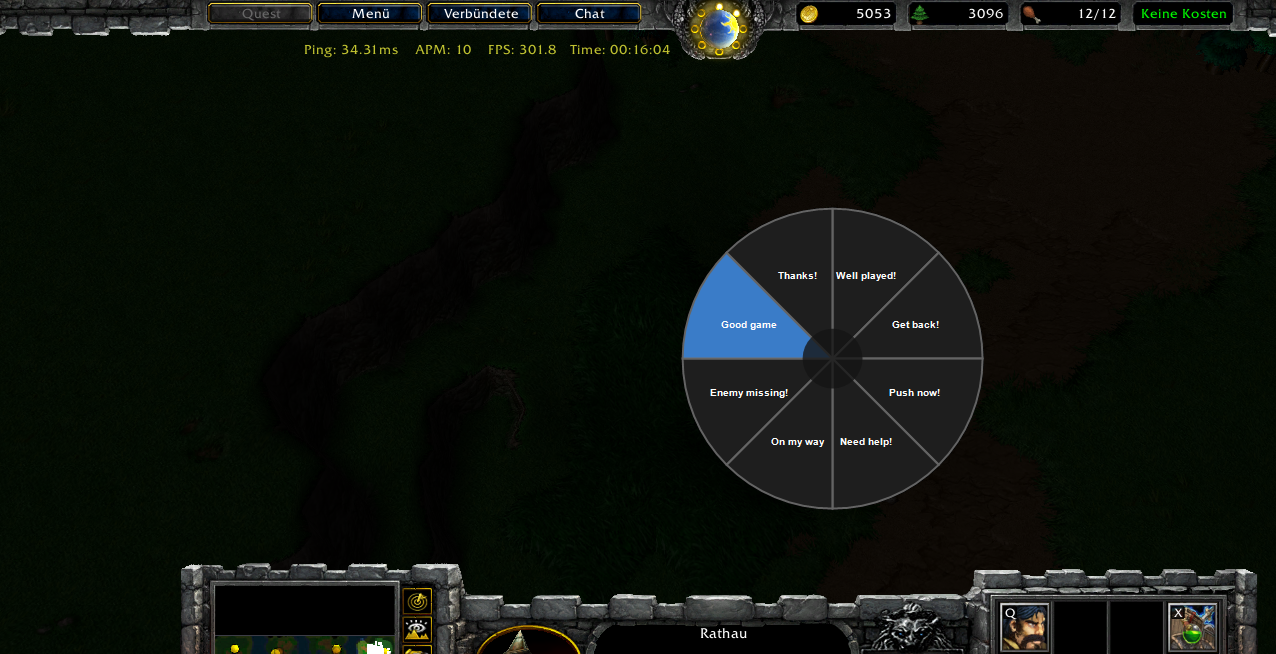 Quest Menü Verbündete Chat 5053 3096 12/12 Keine Kosten
Ping: 34.31ms APM: 10 FPS: 301.8 Time: 00:16:04
Thanks! Well played!
Good game Get back!
Enemy missing! Push now!
On my way Need help!
Q X
Rathau